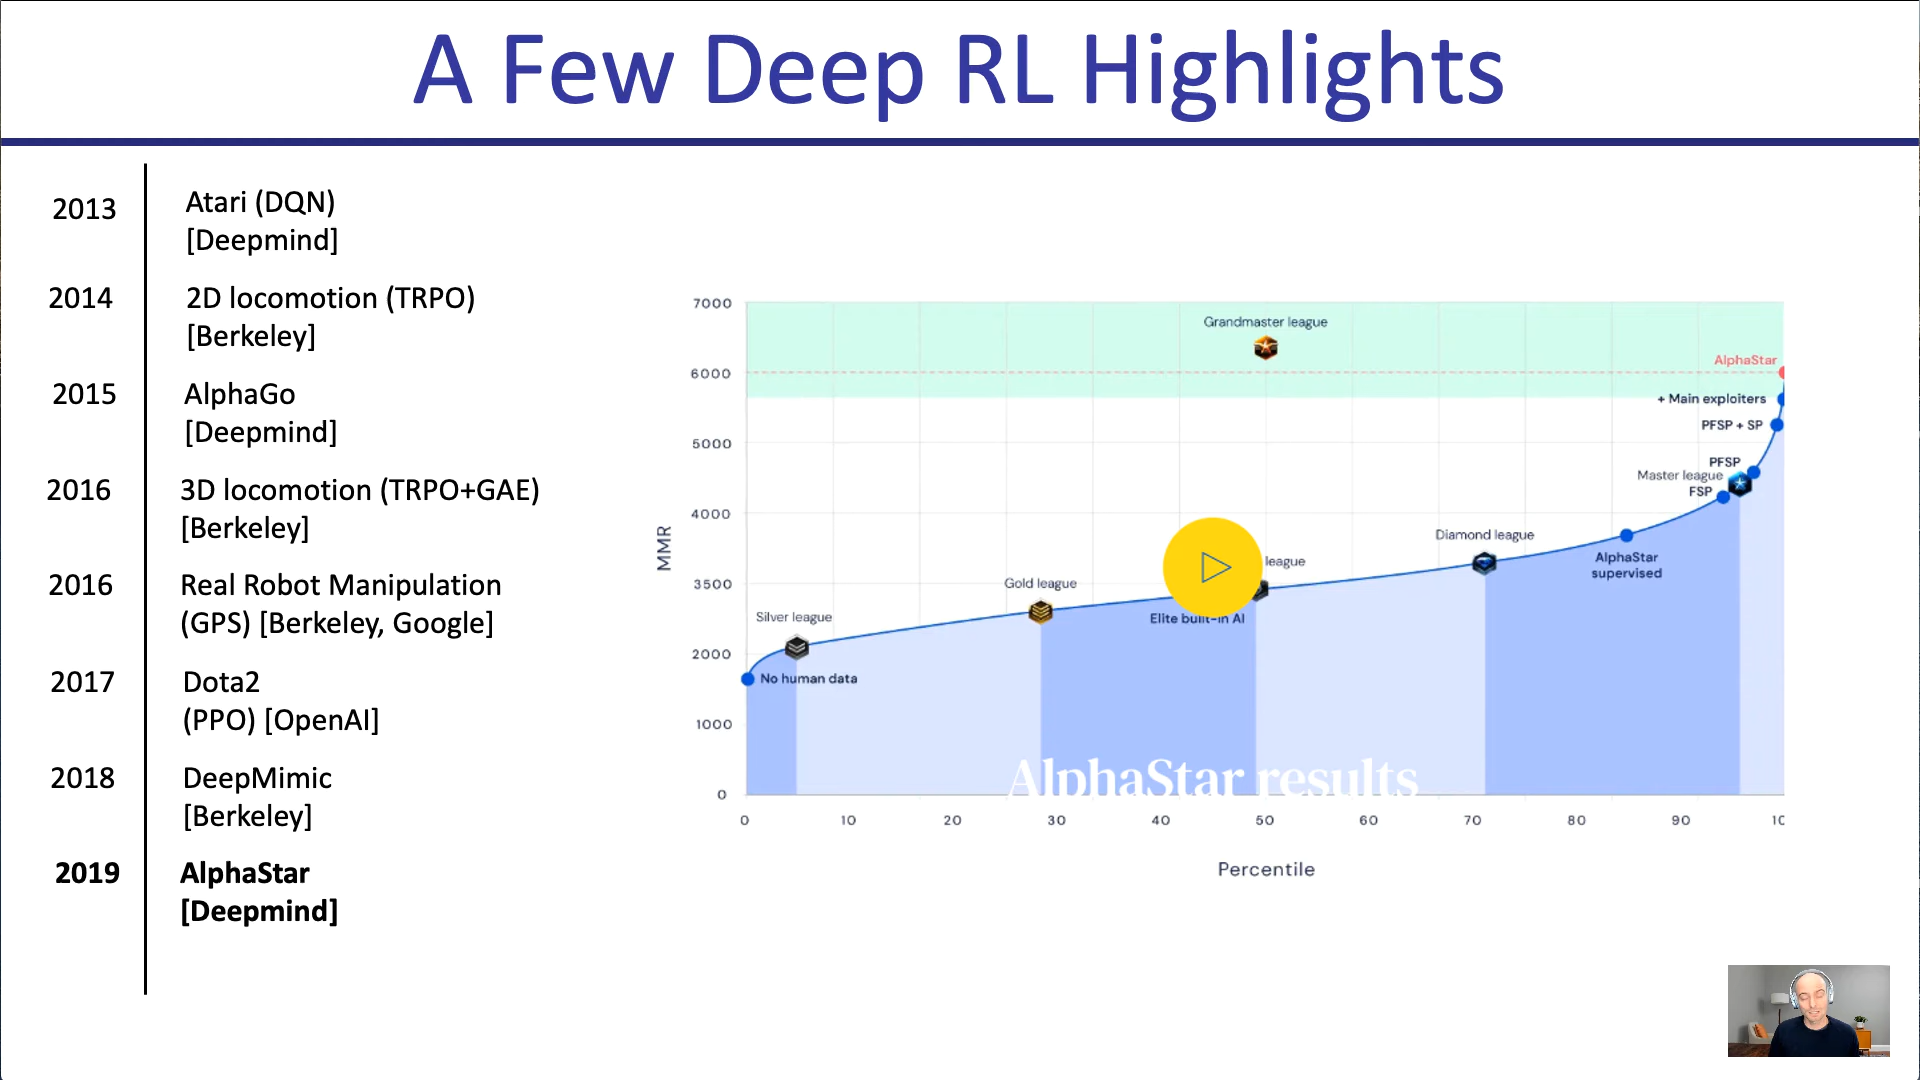 A Few Deep RL Highlights
2013
Atari (DQN)
[Deepmind]
2014
2D locomotion (TRPO)
[Berkeley]
2015
AlphaGo
[Deepmind]
2016
3D locomotion (TRPO+GAE)
[Berkeley]
2016
Real Robot Manipulation
(GPS) [Berkeley, Google]
2017
Dota2
(PPO) [OpenAI]
2018
DeepMimic
[Berkeley]
2019
AlphaStar
[Deepmind]
7000
6000
5000
4000
3500
2000
1000
0
MMR
Grandmaster league
AlphaStar
+ Main exploiters
PFSP + SP
PFSP
Master league
FSP
Diamond league
AlphaStar
supervised
league
Gold league
Elite built-in AI
Silver league
No human data
AlphaStar results
0 10 20 30 40 50 60 70 80 90 10
Percentile